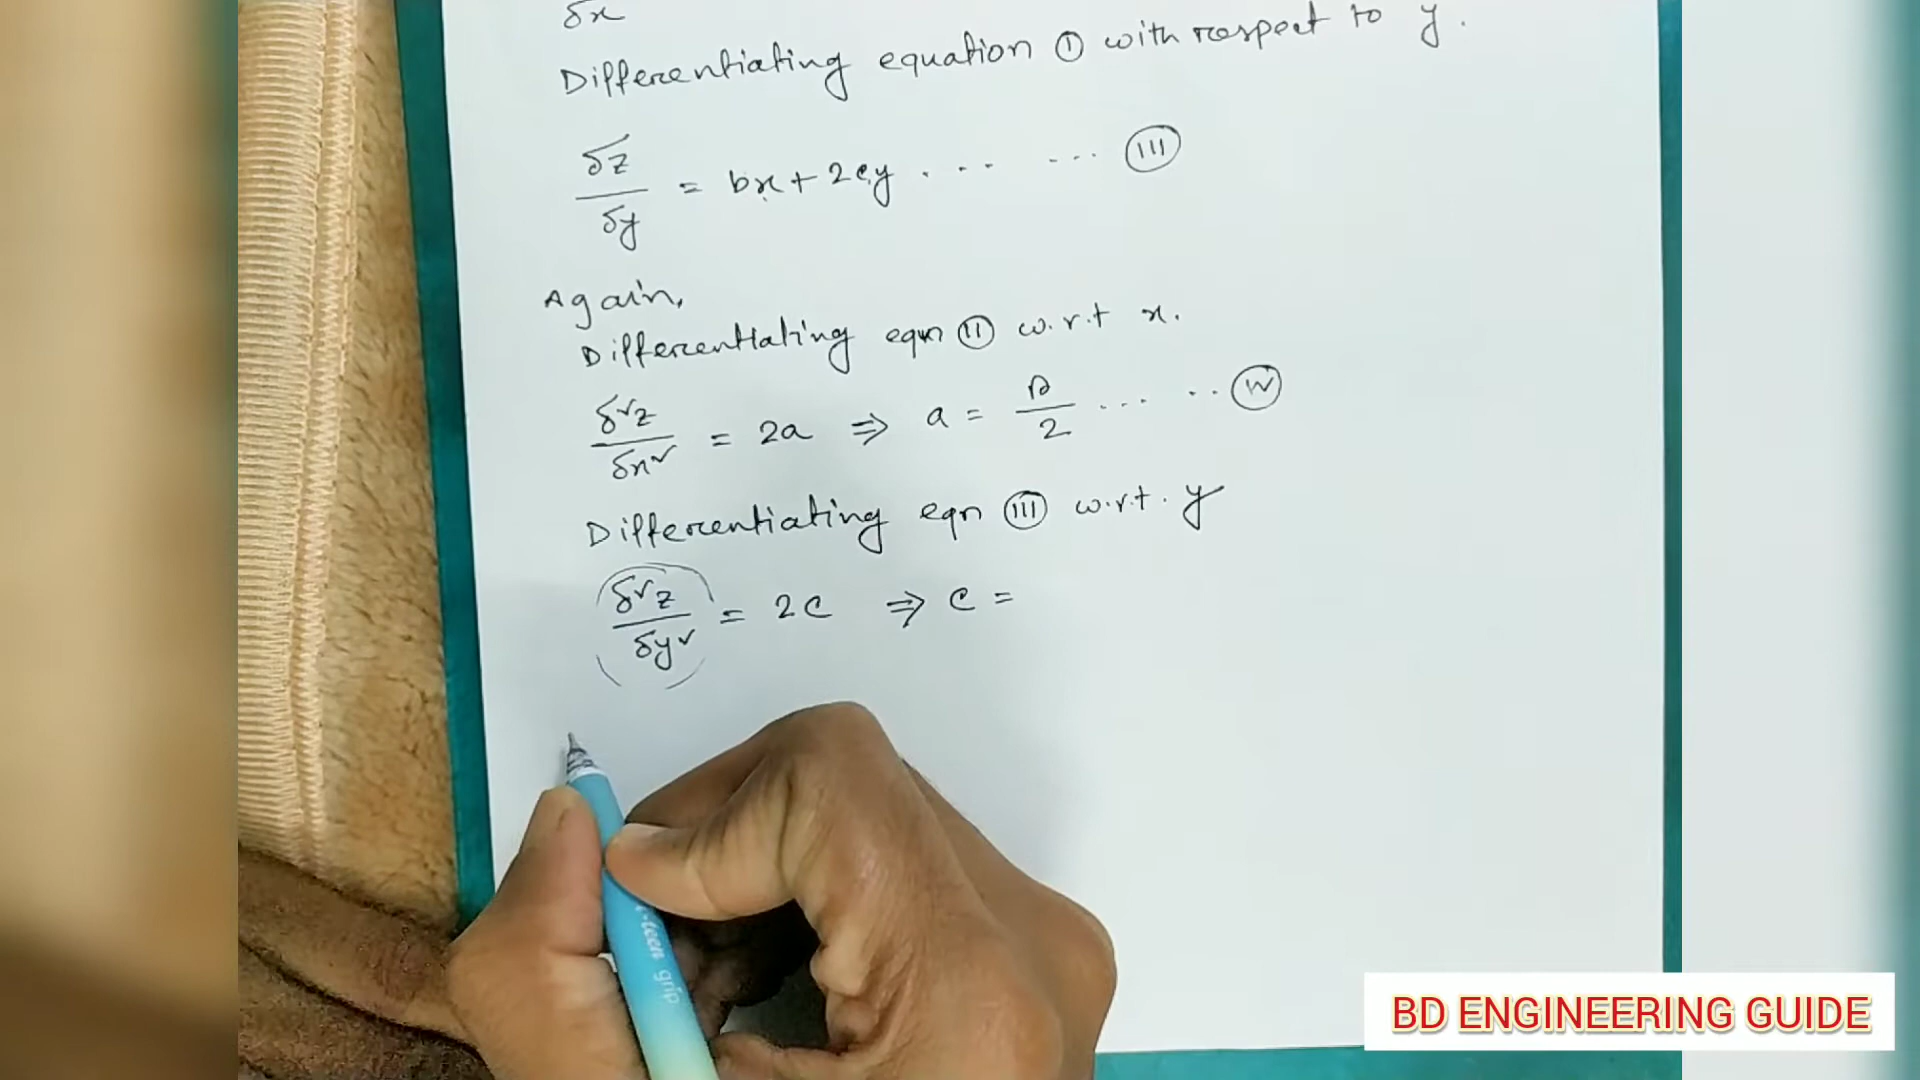 δx
Differentiating equation ① with respect to y.
δz/δy = bx + 2cy . ... ... (III)
Again,
Differentiating eqn (II) w.r.t x.
δ²z/δx² = 2a ⇒ a = r/2 ... .. (IV)
Differentiating eqn (III) w.r.t. y
δ²z/δy² = 2c ⇒ c =
BD ENGINEERING GUIDE